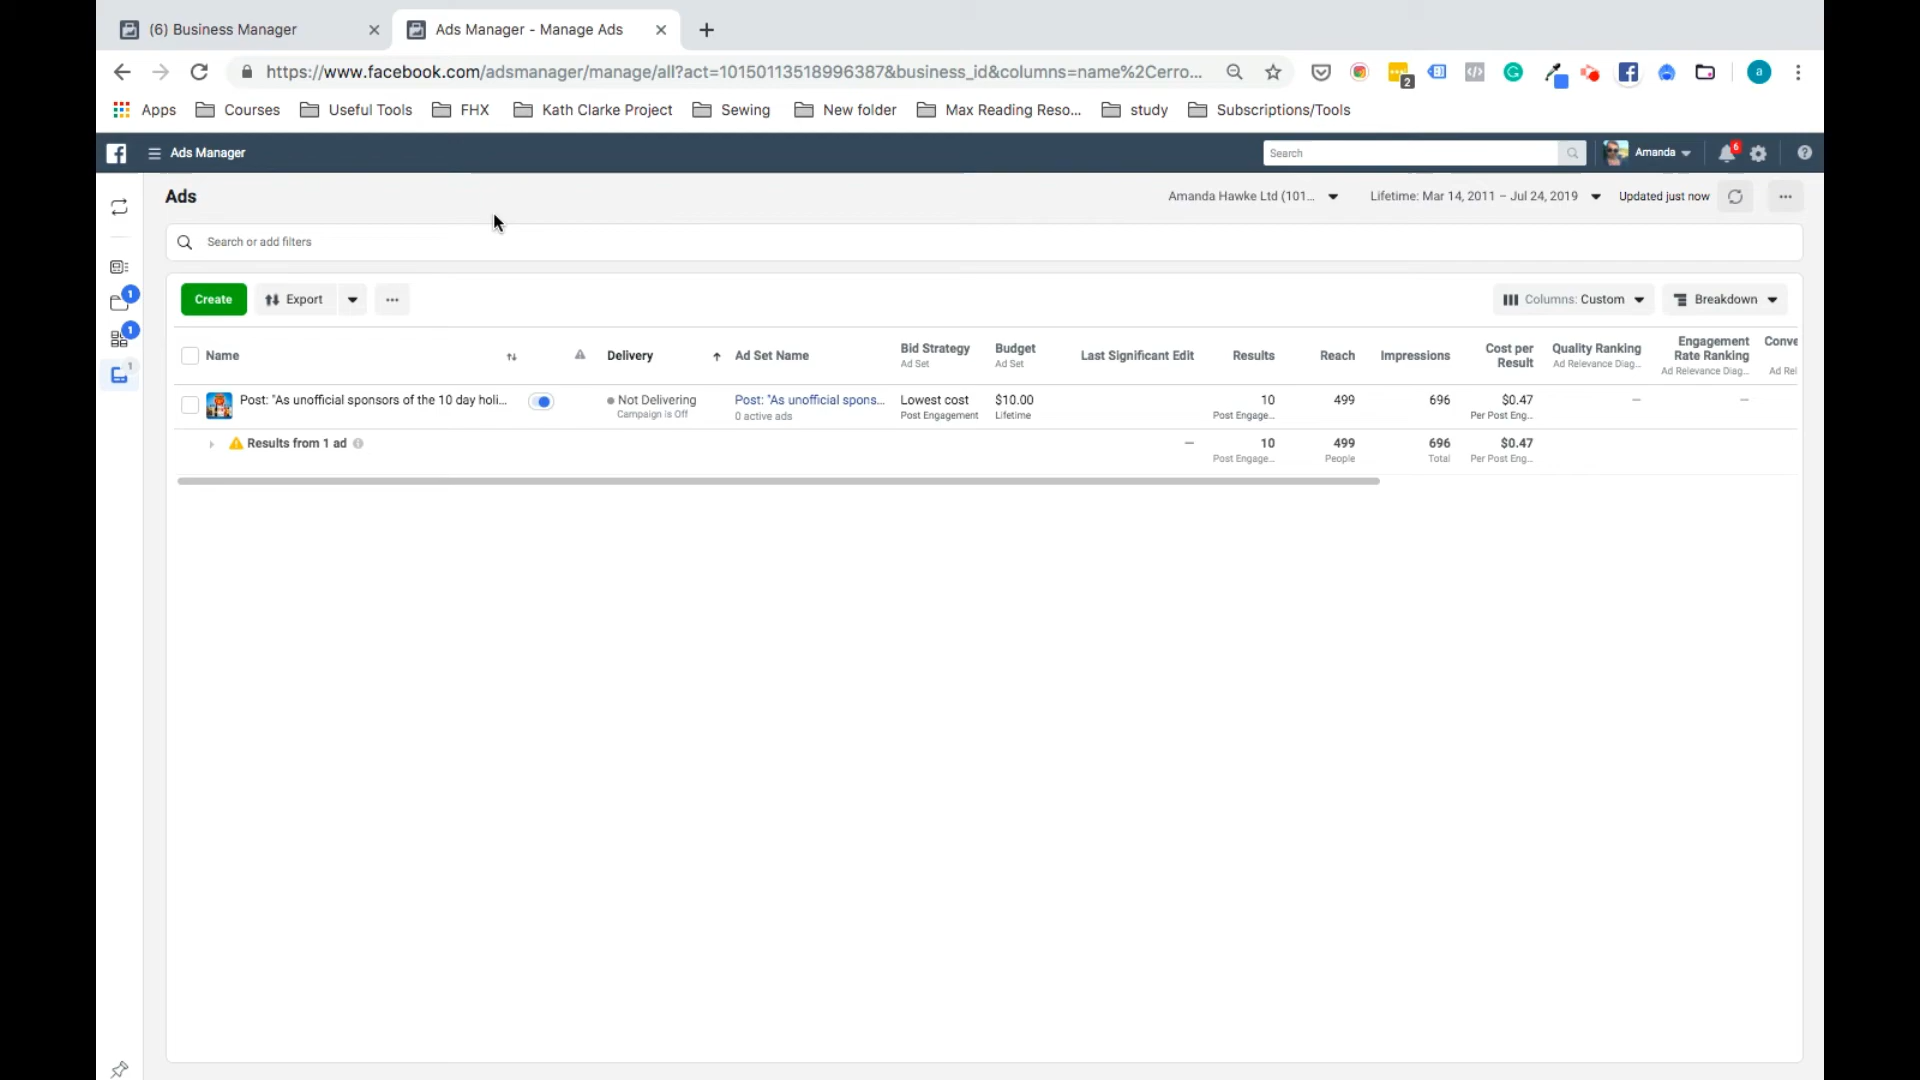 (6) Business Manager
Ads Manager - Manage Ads
https://www.facebook.com/adsmanager/manage/all?act=10150113518996387&business_id&columns=name%2Cerro...
2
a
Apps
Courses
Useful Tools
FHX
Kath Clarke Project
Sewing
New folder
Max Reading Reso...
study
Subscriptions/Tools
Ads Manager
Search
Amanda
6
Ads
Amanda Hawke Ltd (101...
Lifetime: Mar 14, 2011 – Jul 24, 2019
Updated just now
Search or add filters
1
1
1
Create
Export
Columns: Custom
Breakdown
Name
Delivery
Ad Set Name
Bid Strategy
Ad Set
Budget
Ad Set
Last Significant Edit
Results
Reach
Impressions
Cost per
Result
Quality Ranking
Ad Relevance Diag...
Engagement
Rate Ranking
Ad Relevance Diag...
Conve
Ad Rel
Post: "As unofficial sponsors of the 10 day holi...
Not Delivering
Campaign is Off
Post: "As unofficial spons...
0 active ads
Lowest cost
Post Engagement
$10.00
Lifetime
10
Post Engage...
499
696
$0.47
Per Post Eng...
—
—
Results from 1 ad
—
10
Post Engage...
499
People
696
Total
$0.47
Per Post Eng...